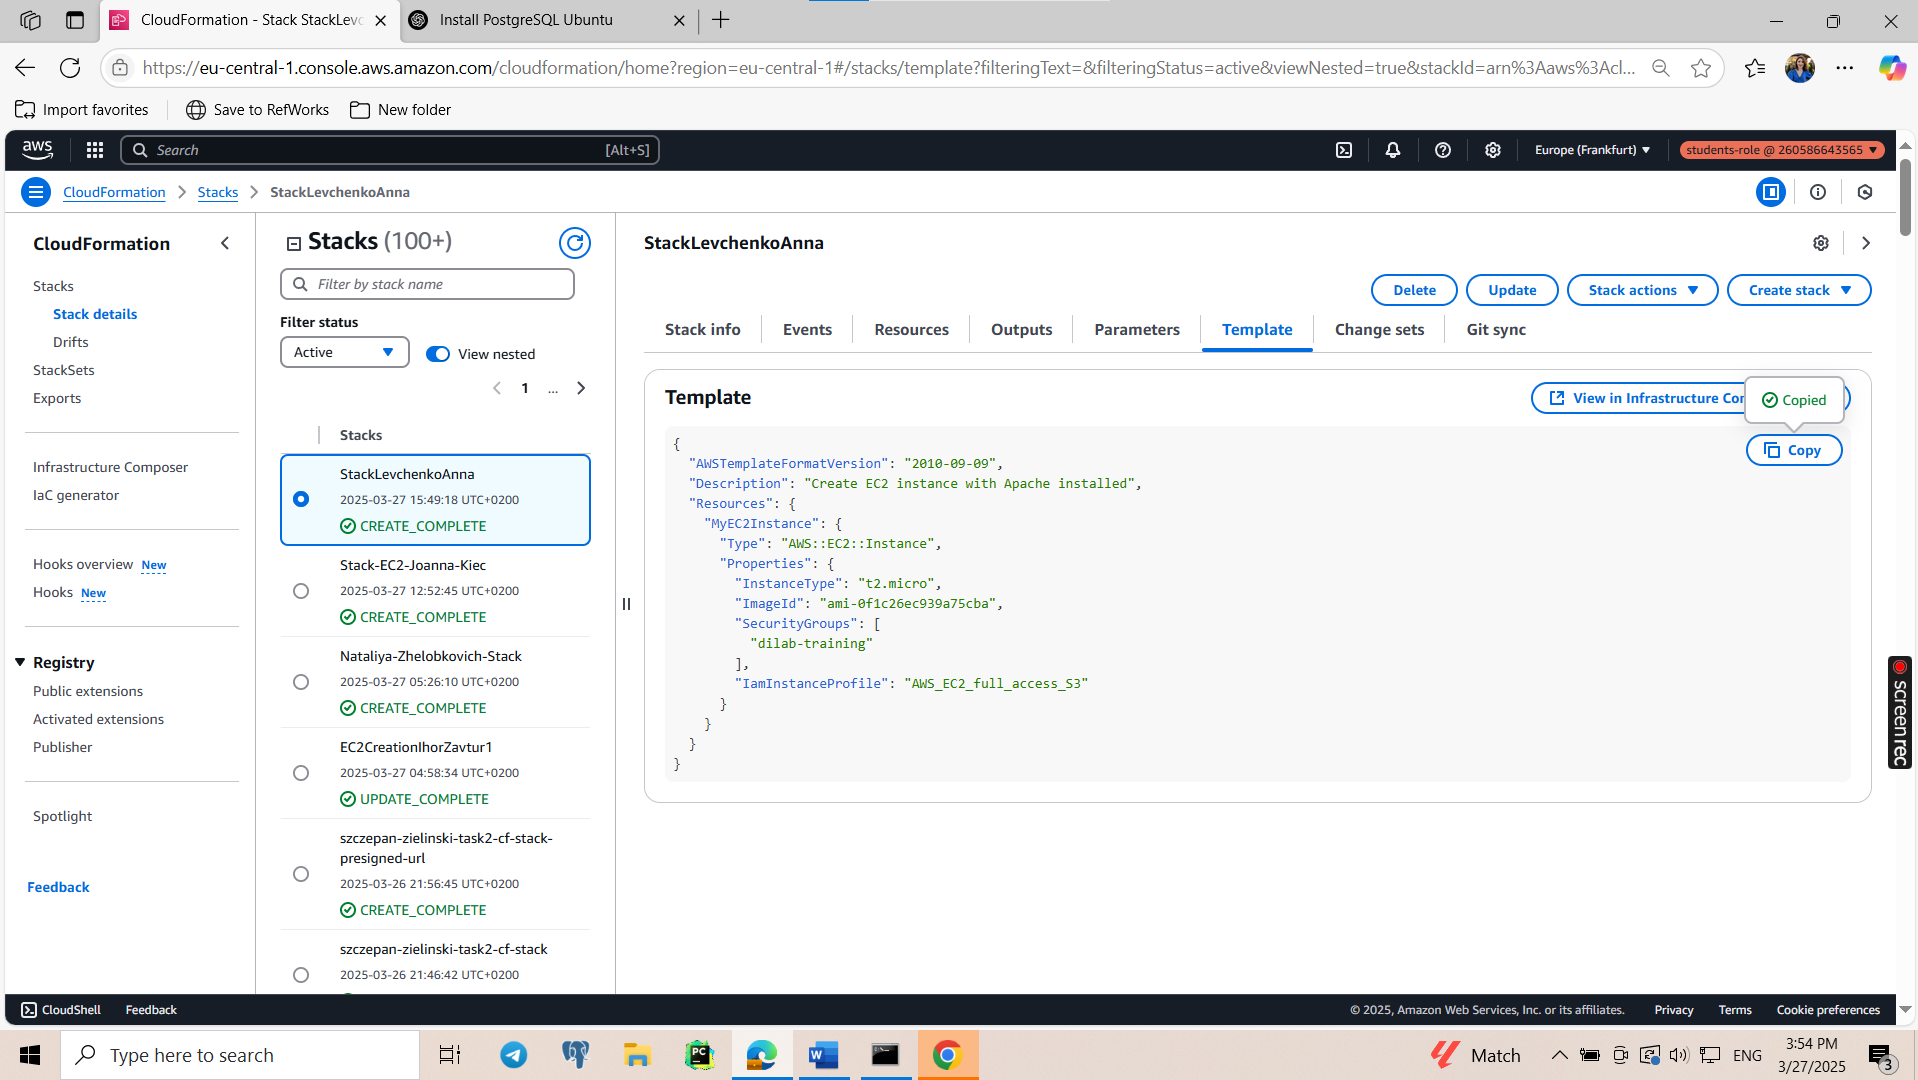 CloudFormation - Stack StackLevc
Install PostgreSQL Ubuntu
https://eu-central-1.console.aws.amazon.com/cloudformation/home?region=eu-central-1#/stacks/template?filteringText=&filteringStatus=active&viewNested=true&stackId=arn%3Aaws%3Acl...
Import favorites
Save to RefWorks
New folder
aws
Search
[Alt+S]
Europe (Frankfurt)
students-role @ 260586643565
CloudFormation
Stacks
StackLevchenkoAnna
CloudFormation
Stacks
Stack details
Drifts
StackSets
Exports
Infrastructure Composer
IaC generator
Hooks overview New
Hooks New
Registry
Public extensions
Activated extensions
Publisher
Spotlight
Feedback
Stacks (100+)
Filter by stack name
Filter status
Active
View nested
1
...
Stacks
StackLevchenkoAnna
2025-03-27 15:49:18 UTC+0200
CREATE_COMPLETE
Stack-EC2-Joanna-Kiec
2025-03-27 12:52:45 UTC+0200
CREATE_COMPLETE
Nataliya-Zhelobkovich-Stack
2025-03-27 05:26:10 UTC+0200
CREATE_COMPLETE
EC2CreationIhorZavtur1
2025-03-27 04:58:34 UTC+0200
UPDATE_COMPLETE
szczepan-zielinski-task2-cf-stack-
presigned-url
2025-03-26 21:56:45 UTC+0200
CREATE_COMPLETE
szczepan-zielinski-task2-cf-stack
2025-03-26 21:46:42 UTC+0200
StackLevchenkoAnna
Delete
Update
Stack actions
Create stack
Stack info
Events
Resources
Outputs
Parameters
Template
Change sets
Git sync
Template
View in Infrastructure Cor
Copied
Copy
{
"AWSTemplateFormatVersion": "2010-09-09",
"Description": "Create EC2 instance with Apache installed",
"Resources": {
"MyEC2Instance": {
"Type": "AWS::EC2::Instance",
"Properties": {
"InstanceType": "t2.micro",
"ImageId": "ami-0f1c26ec939a75cba",
"SecurityGroups": [
"dilab-training"
],
"IamInstanceProfile": "AWS_EC2_full_access_S3"
}
}
}
}
screenrec
CloudShell
Feedback
© 2025, Amazon Web Services, Inc. or its affiliates.
Privacy
Terms
Cookie preferences
Type here to search
PC
W
Match
ENG
3:54 PM
3/27/2025
3